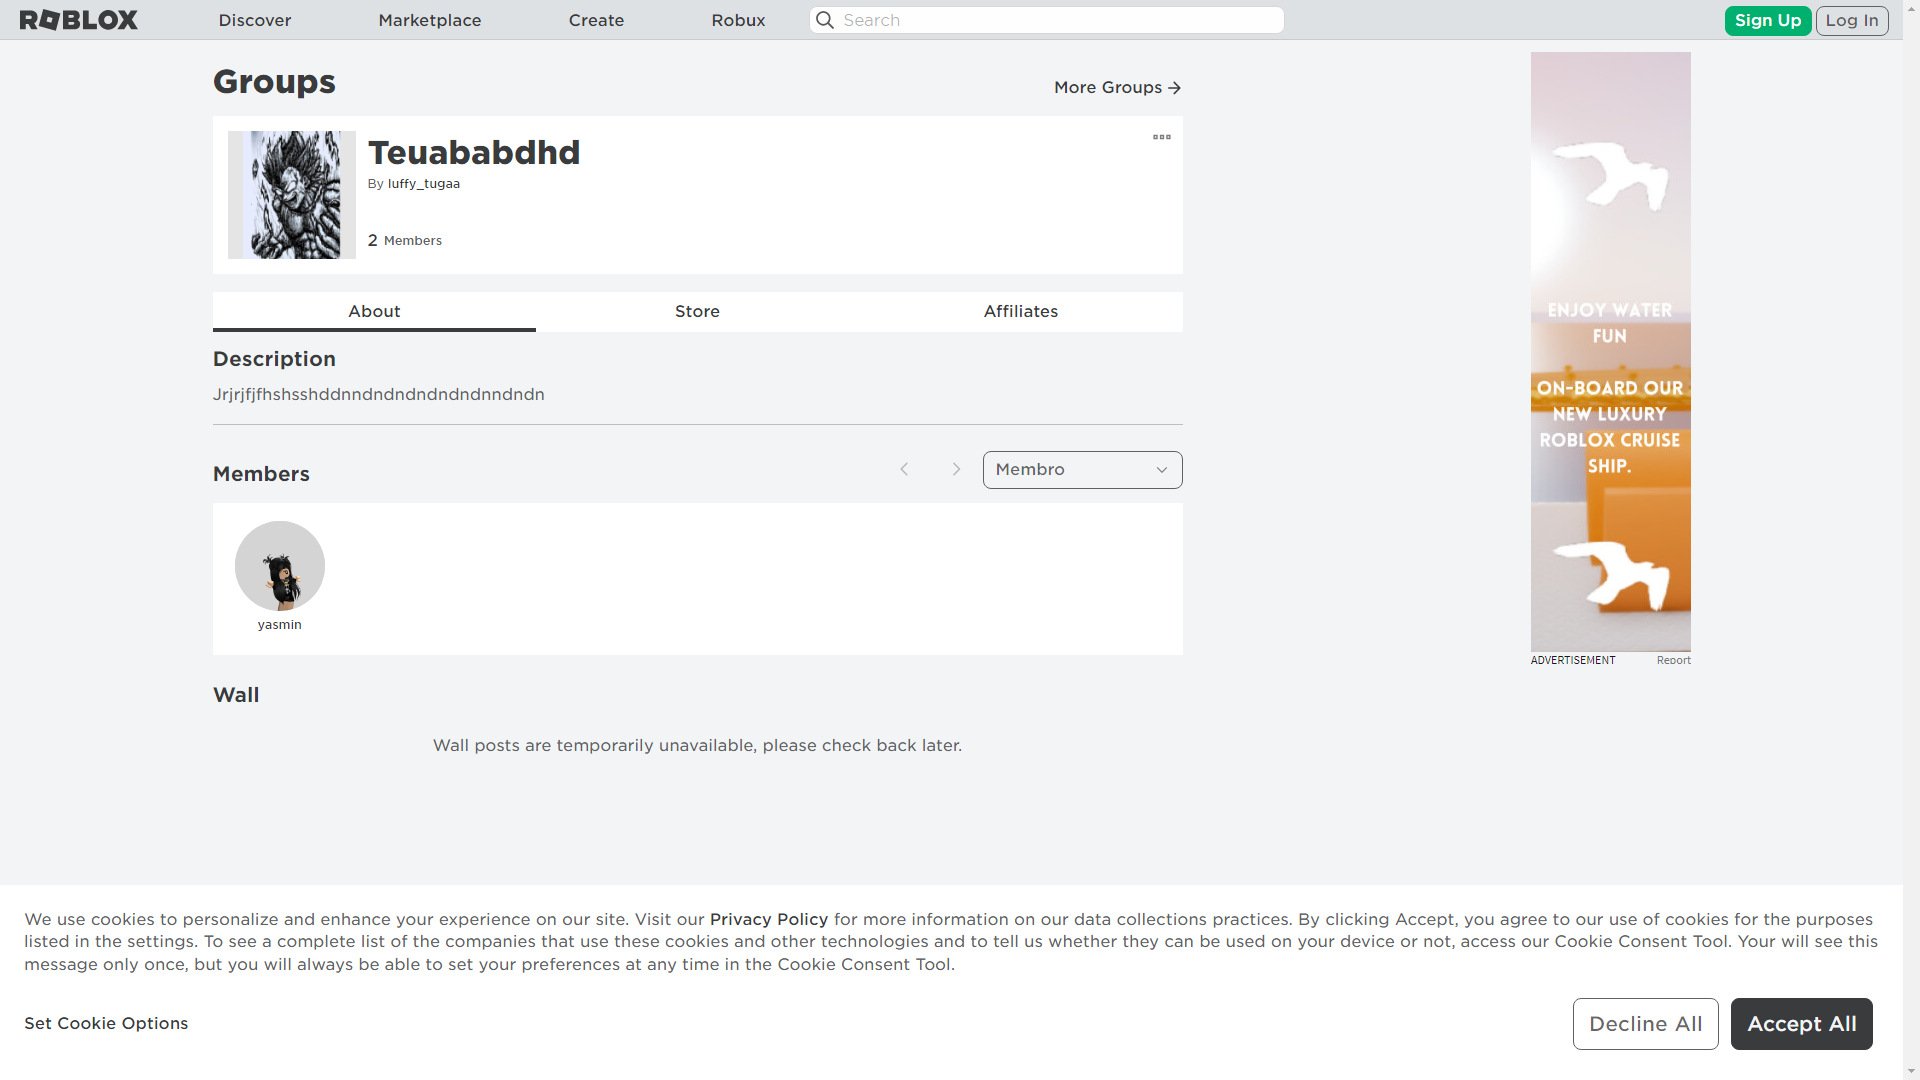 ROBLOX Discover Marketplace Create Robux Search Sign Up Log In
Groups
More Groups
Teuababdhd
By luffy_tugaa
2 Members
About Store Affiliates
Description
Jrjrjfjfhshsshddnndndndndndndnndndn
Members
Membro
yasmin
Wall
Wall posts are temporarily unavailable, please check back later.
ENJOY WATER
FUN
ON-BOARD OUR
NEW LUXURY
ROBLOX CRUISE
SHIP.
ADVERTISEMENT Report
We use cookies to personalize and enhance your experience on our site. Visit our Privacy Policy for more information on our data collections practices. By clicking Accept, you agree to our use of cookies for the purposes
listed in the settings. To see a complete list of the companies that use these cookies and other technologies and to tell us whether they can be used on your device or not, access our Cookie Consent Tool. Your will see this
message only once, but you will always be able to set your preferences at any time in the Cookie Consent Tool.
Set Cookie Options
Decline All
Accept All